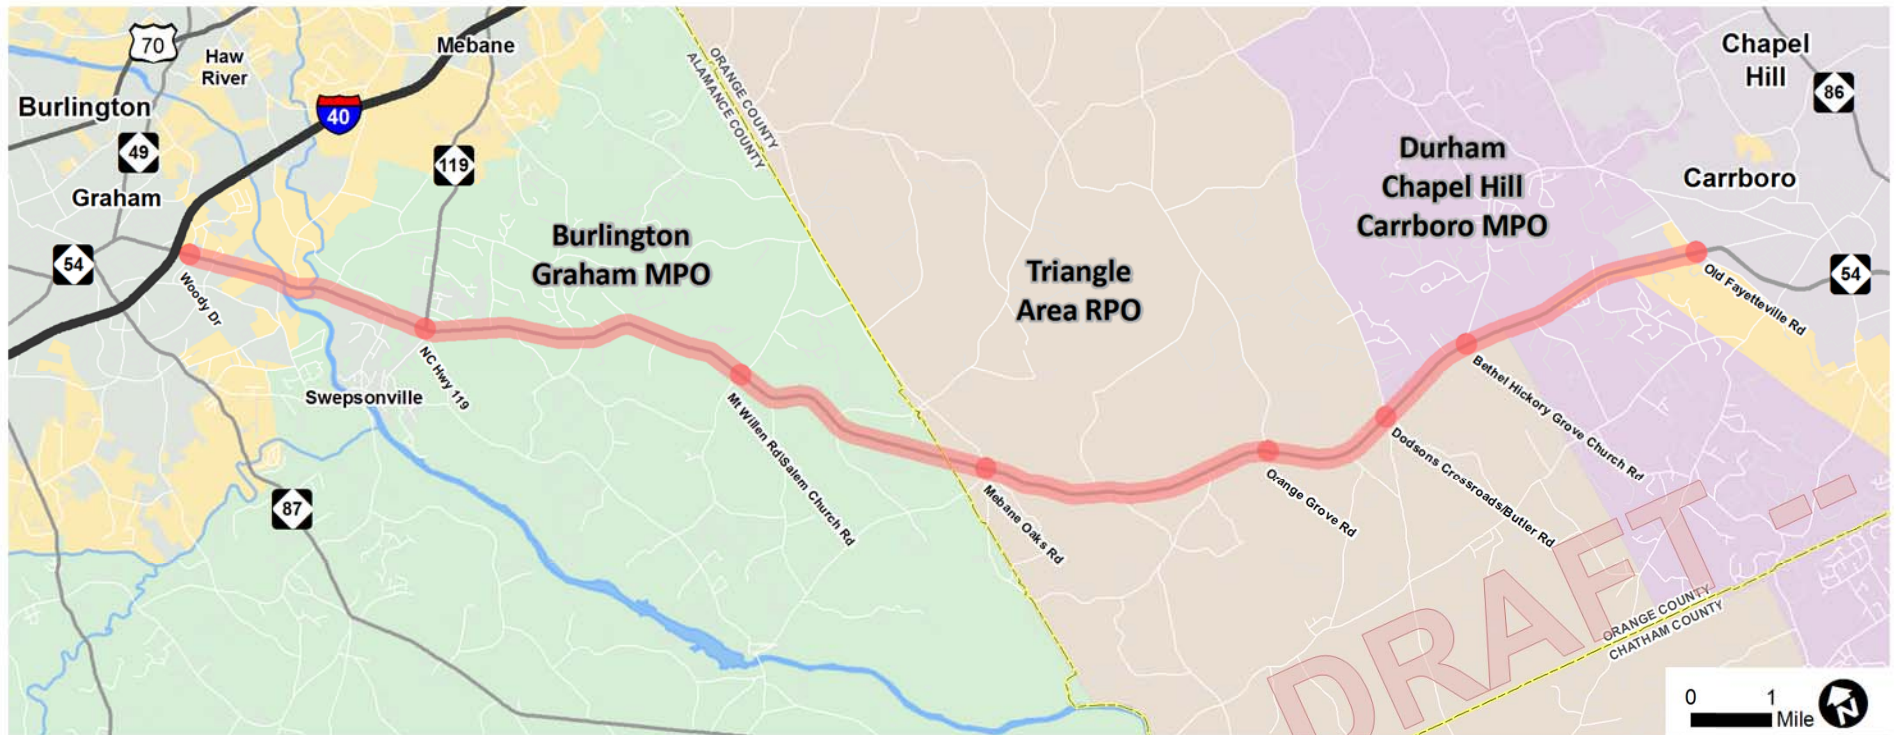 70
Haw
River
Mebane
Burlington
40
49
119
Graham
54
Woody Dr
Swepsonville
NC Hwy 119
87
Burlington
Graham MPO
Mt Willen Rd\Salem Church Rd
ORANGE COUNTY
ALAMANCE COUNTY
Triangle
Area RPO
Mebane Oaks Rd
Orange Grove Rd
Dodsons Crossroads/Butler Rd
Bethel Hickory Grove Church Rd
Durham
Chapel Hill
Carrboro MPO
Chapel
Hill
86
Carrboro
54
Old Fayetteville Rd
DRAFT --
ORANGE COUNTY
CHATHAM COUNTY
0 1
Mile
N